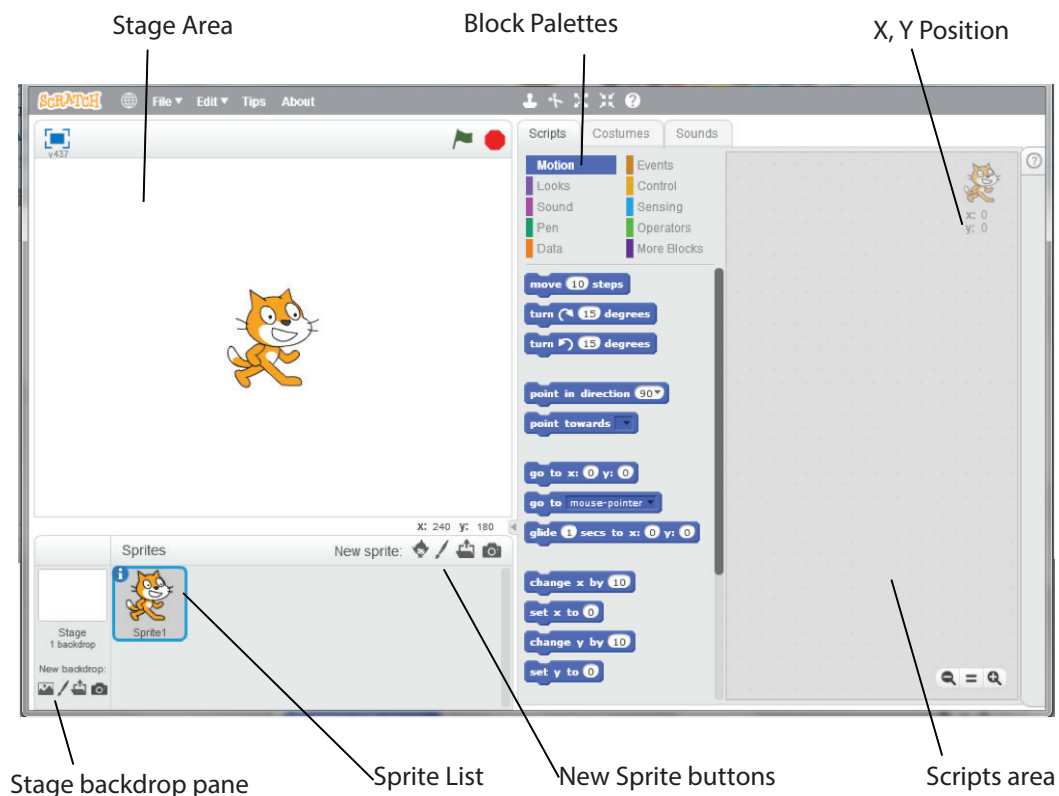 Stage Area
Block Palettes
X, Y Position
SCRATCH File Edit Tips About
v437
Scripts Costumes Sounds
Motion Events
Looks Control
Sound Sensing
Pen Operators
Data More Blocks
x: 0
y: 0
move 10 steps
turn 15 degrees
turn 15 degrees
point in direction 90
point towards
go to x: 0 y: 0
go to mouse-pointer
glide 1 secs to x: 0 y: 0
change x by 10
set x to 0
change y by 10
set y to 0
X: 240 Y: 180
Sprites New sprite:
Stage
1 backdrop
New backdrop:
Sprite1
Stage backdrop pane
Sprite List
New Sprite buttons
Scripts area